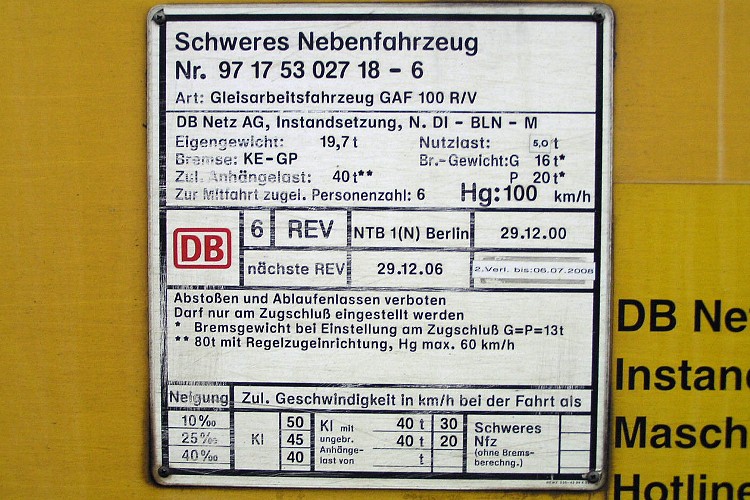 Schweres Nebenfahrzeug
Nr. 97 17 53 027 18 - 6
Art: Gleisarbeitsfahrzeug GAF 100 R/V
DB Netz AG, Instandsetzung, N. DI - BLN - M
Eigengewicht: 19,7 t Nutzlast: 5,0 t
Bremse: KE-GP Br.-Gewicht: G 16 t*
Zul. Anhängelast: 40 t** P 20 t*
Zur Mitfahrt zugel. Personenzahl: 6 Hg: 100 km/h
DB 6 REV NTB 1(N) Berlin 29.12.00
nächste REV 29.12.06 2.Verl. bis:06.07.2008
Abstoßen und Ablaufenlassen verboten
Darf nur am Zugschluß eingestellt werden
* Bremsgewicht bei Einstellung am Zugschluß G=P=13t
** 80t mit Regelzugeinrichtung, Hg max. 60 km/h
Neigung Zul. Geschwindigkeit in km/h bei der Fahrt als
10‰ 25‰ 40‰
Kl
50 45 40
Kl mit 40 t 30
ungebr. 40 t 20
Anhänge-
last von t
Schweres
Nfz
(ohne Brems-
berechng.)
DB Ne
Instand
Masch
Hotline